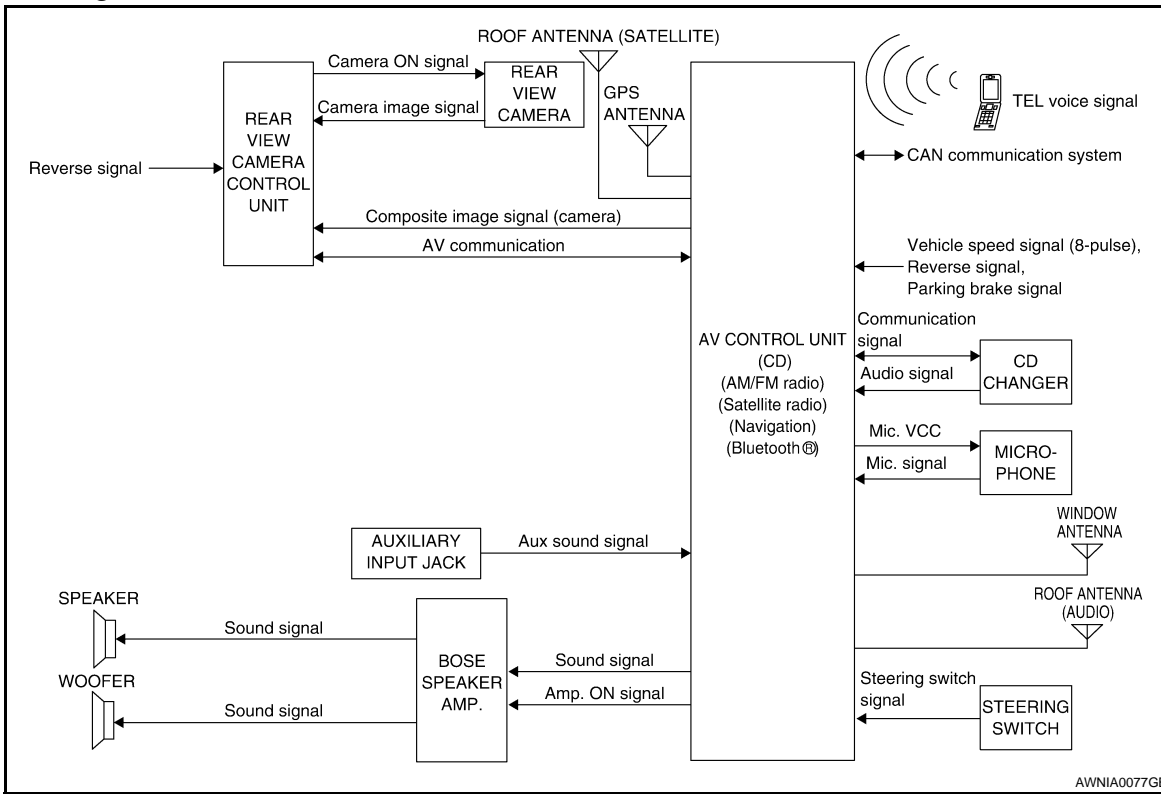 ROOF ANTENNA (SATELLITE)
Camera ON signal
REAR
VIEW
CAMERA
Camera image signal
GPS
ANTENNA
REAR
VIEW
CAMERA
CONTROL
UNIT
Reverse signal
Composite image signal (camera)
AV communication
TEL voice signal
CAN communication system
Vehicle speed signal (8-pulse),
Reverse signal,
Parking brake signal
AV CONTROL UNIT
(CD)
(AM/FM radio)
(Satellite radio)
(Navigation)
(Bluetooth®)
Communication
signal
Audio signal
CD
CHANGER
Mic. VCC
Mic. signal
MICRO-
PHONE
WINDOW
ANTENNA
AUXILIARY
INPUT JACK
Aux sound signal
ROOF ANTENNA
(AUDIO)
SPEAKER
Sound signal
WOOFER
Sound signal
BOSE
SPEAKER
AMP.
Sound signal
Amp. ON signal
Steering switch
signal
STEERING
SWITCH